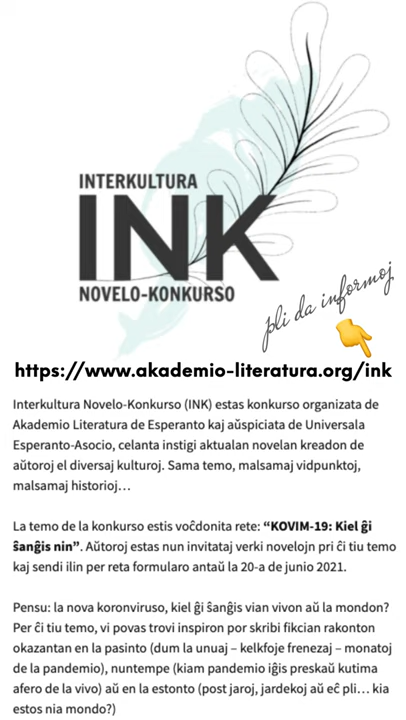 INTERKULTURA
INK
NOVELO-KONKURSO
pli da informoj
https://www.akademio-literatura.org/ink
Interkultura Novelo-Konkurso (INK) estas konkurso organizata de
Akademio Literatura de Esperanto kaj aŭspiciata de Universala
Esperanto-Asocio, celanta instigi aktualan novelan kreadon de
aŭtoroj el diversaj kulturoj. Sama temo, malsamaj vidpunktoj,
malsamaj historioj…
La temo de la konkurso estis voĉdonita rete: “KOVIM-19: Kiel ĝi
ŝanĝis nin”. Aŭtoroj estas nun invitataj verki novelojn pri ĉi tiu temo
kaj sendi ilin per reta formularo antaŭ la 20-a de junio 2021.
Pensu: la nova koronviruso, kiel ĝi ŝanĝis vian vivon aŭ la mondon?
Per ĉi tiu temo, vi povas trovi inspiron por skribi fikcian rakonton
okazantan en la pasinto (dum la unuaj – kelkfoje frenezaj – monatoj
de la pandemio), nuntempe (kiam pandemio iĝis preskaŭ kutima
afero de la vivo) aŭ en la estonto (post jaroj, jardekoj aŭ eĉ pli… kia
estos nia mondo?)